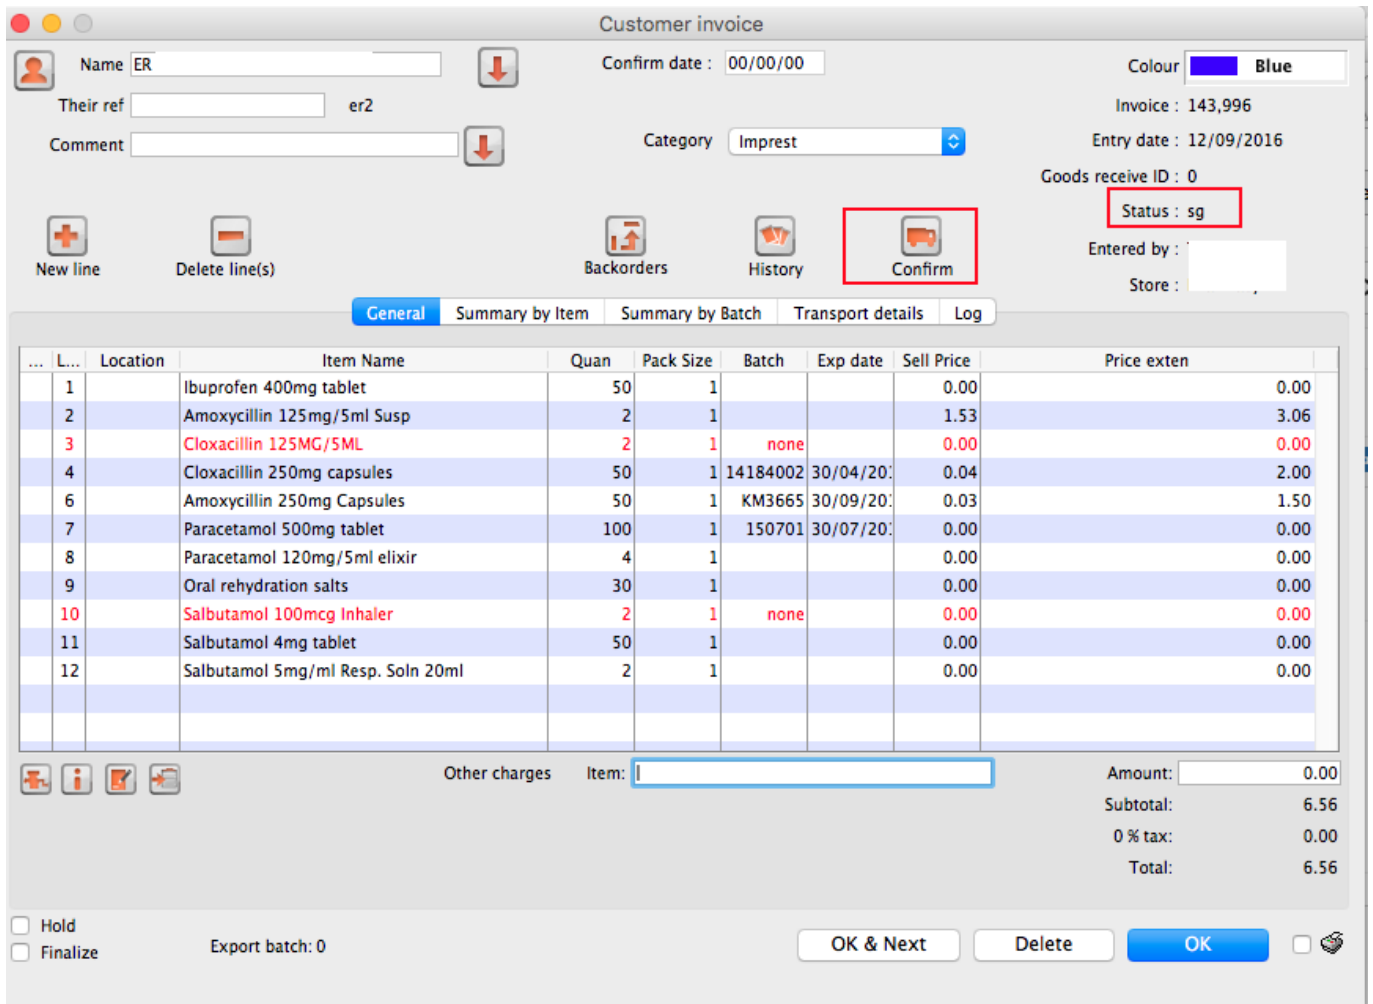 Customer invoice
Name ER Confirm date : 00/00/00 Colour Blue
Their ref er2 Invoice : 143,996
Comment Category Imprest Entry date : 12/09/2016
Goods receive ID : 0
Status : sg
New line Delete line(s) Backorders History Confirm Entered by :
Store :
General Summary by Item Summary by Batch Transport details Log
... L... Location Item Name Quan Pack Size Batch Exp date Sell Price Price exten
1 Ibuprofen 400mg tablet 50 1 0.00 0.00
2 Amoxycillin 125mg/5ml Susp 2 1 1.53 3.06
3 Cloxacillin 125MG/5ML 2 1 none 0.00 0.00
4 Cloxacillin 250mg capsules 50 1 14184002 30/04/20 0.04 2.00
6 Amoxycillin 250mg Capsules 50 1 KM3665 30/09/20 0.03 1.50
7 Paracetamol 500mg tablet 100 1 150701 30/07/20 0.00 0.00
8 Paracetamol 120mg/5ml elixir 4 1 0.00 0.00
9 Oral rehydration salts 30 1 0.00 0.00
10 Salbutamol 100mcg Inhaler 2 1 none 0.00 0.00
11 Salbutamol 4mg tablet 50 1 0.00 0.00
12 Salbutamol 5mg/ml Resp. Soln 20ml 2 1 0.00 0.00
Other charges Item: Amount: 0.00
Subtotal: 6.56
0 % tax: 0.00
Total: 6.56
Hold
Finalize Export batch: 0 OK & Next Delete OK